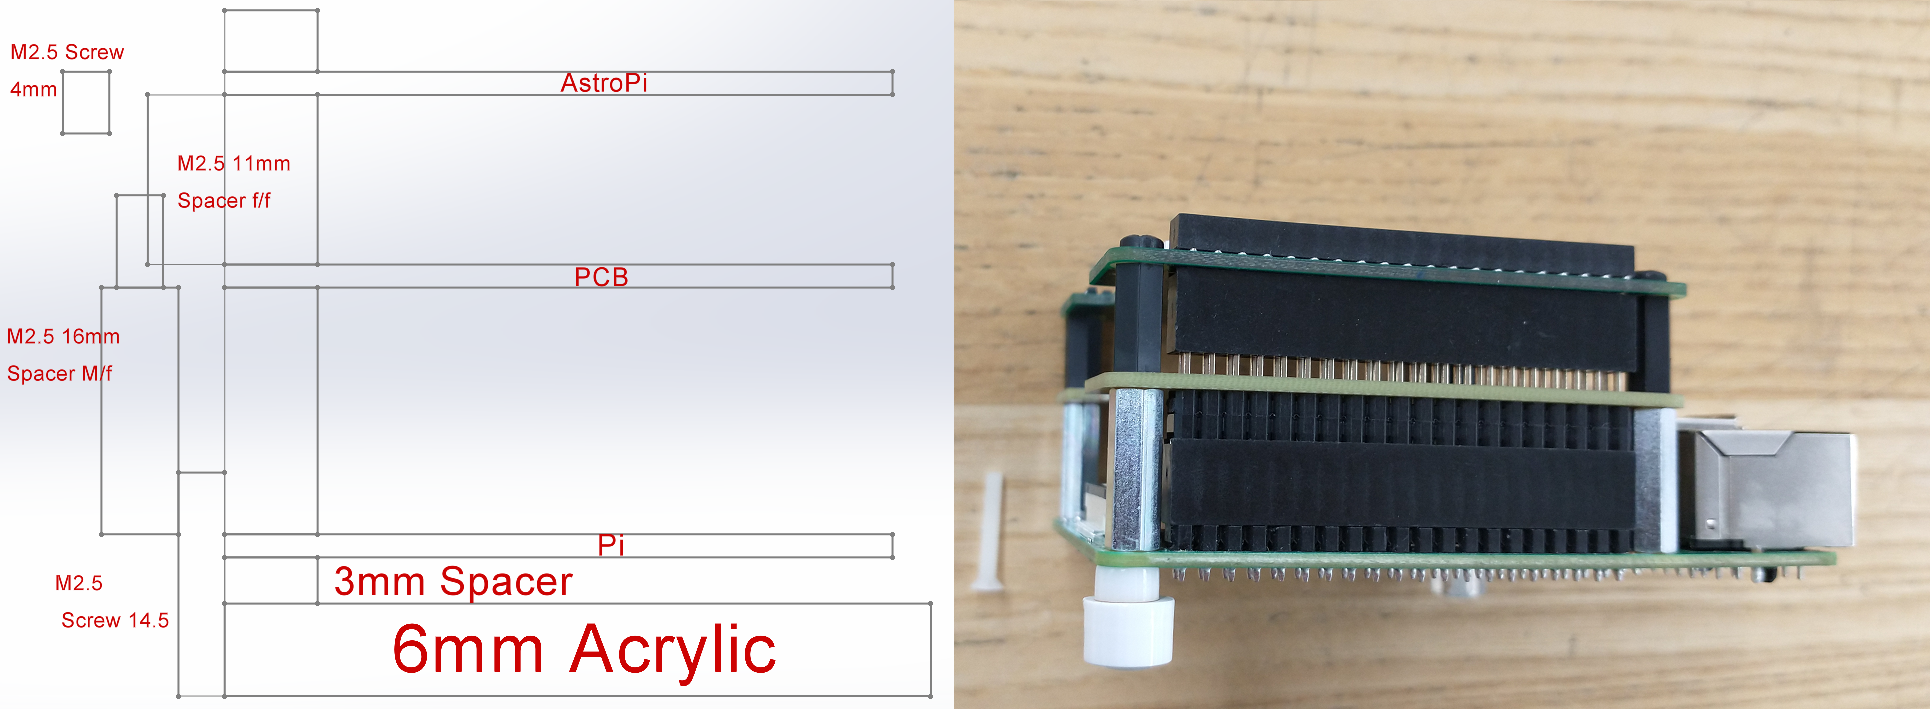 M2.5 Screw
4mm
AstroPi
M2.5 11mm
Spacer f/f
PCB
M2.5 16mm
Spacer M/f
Pi
M2.5
Screw 14.5
3mm Spacer
6mm Acrylic